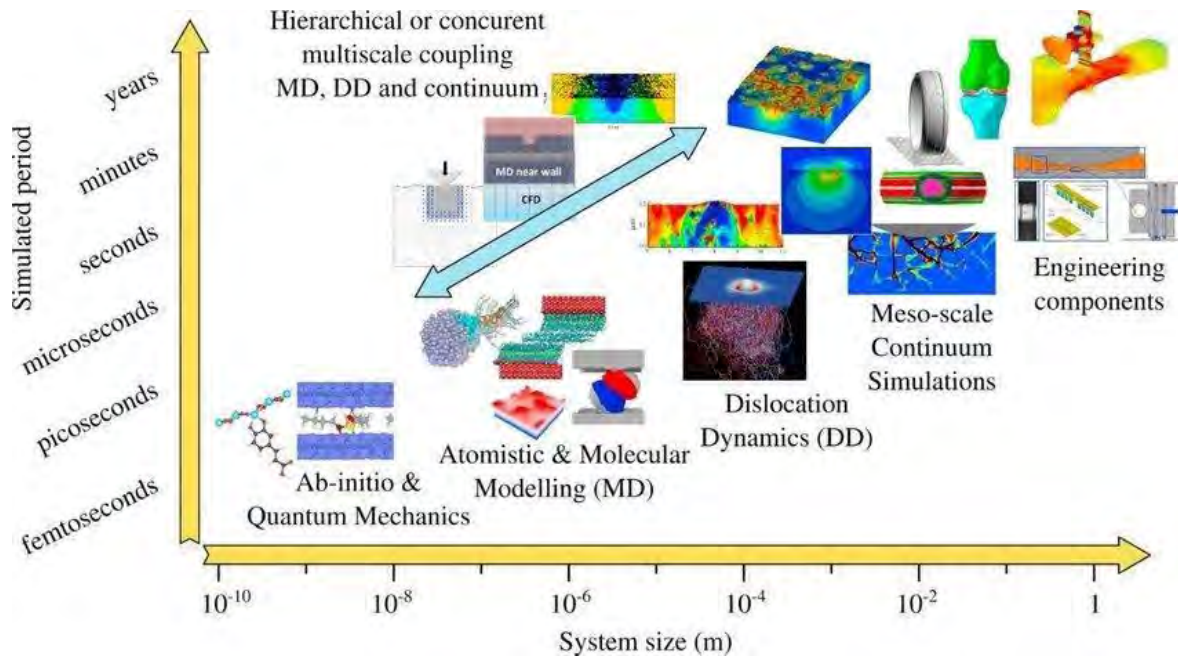 Hierarchical or concurent
multiscale coupling
MD, DD and continuum
years
minutes
seconds
microseconds
picoseconds
femtoseconds
Simulated period
MD near wall
CFD
Engineering
components
Meso-scale
Continuum
Simulations
Dislocation
Dynamics (DD)
Atomistic & Molecular
Modelling (MD)
Ab-initio &
Quantum Mechanics
10⁻¹⁰ 10⁻⁸ 10⁻⁶ 10⁻⁴ 10⁻² 1
System size (m)